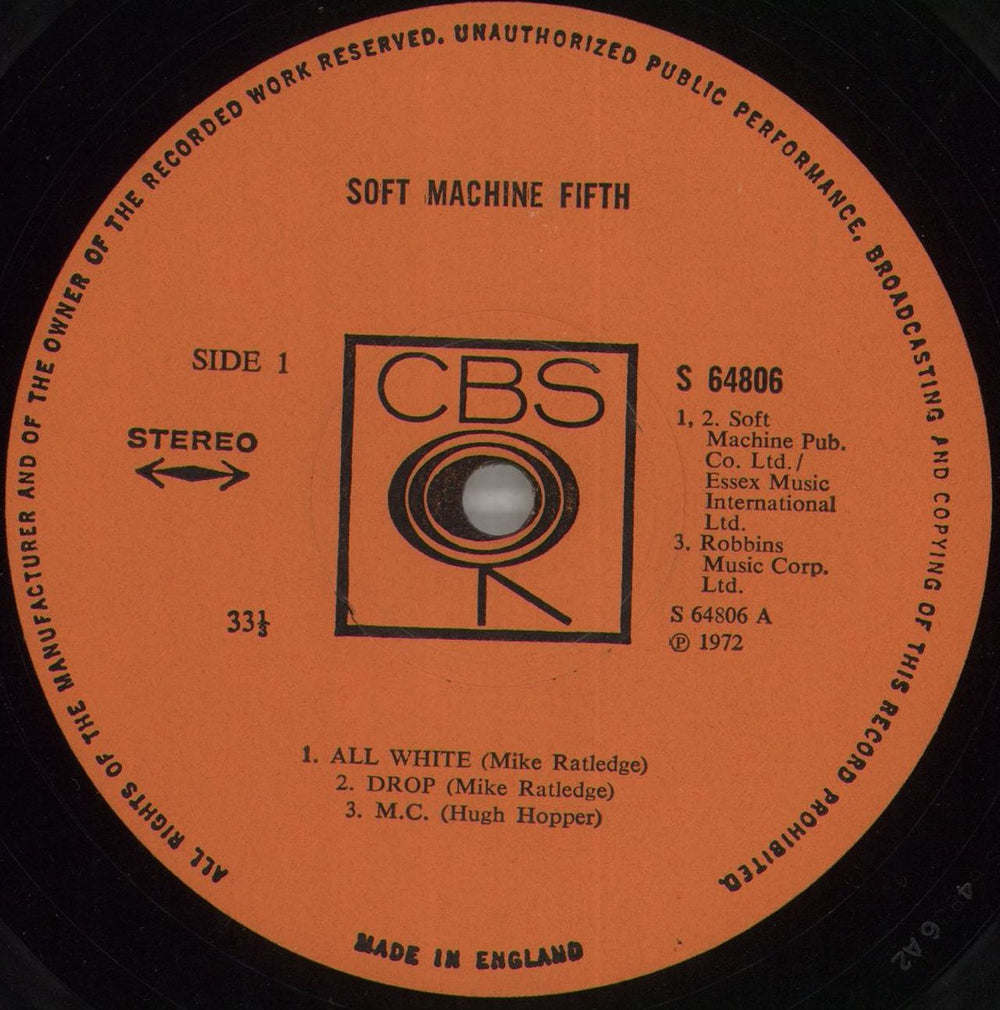 ALL RIGHTS OF THE MANUFACTURER AND OF THE OWNER OF THE RECORDED WORK RESERVED. UNAUTHORIZED PUBLIC PERFORMANCE, BROADCASTING AND COPYING OF THIS RECORD PROHIBITED.
SOFT MACHINE FIFTH
SIDE 1
STEREO
33⅓
CBS
S 64806
1, 2. Soft
Machine Pub.
Co. Ltd./
Essex Music
International
Ltd.
3. Robbins
Music Corp.
Ltd.
S 64806 A
℗ 1972
1. ALL WHITE (Mike Ratledge)
2. DROP (Mike Ratledge)
3. M.C. (Hugh Hopper)
MADE IN ENGLAND